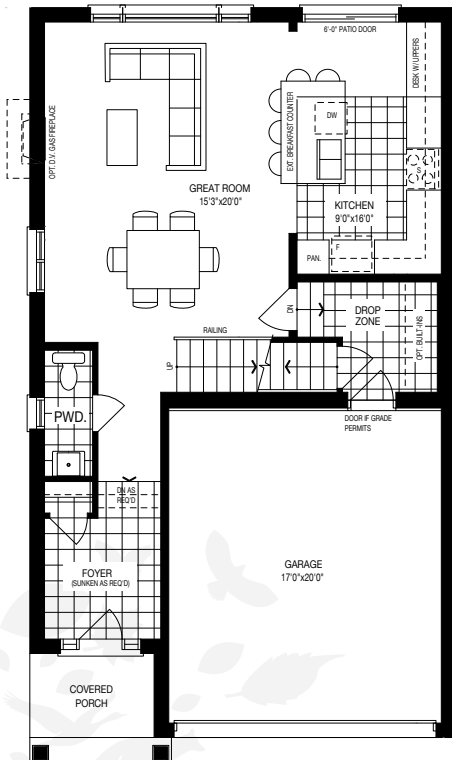 6'-0" PATIO DOOR
DESK W/ UPPERS
OPT. D.V. GAS FIREPLACE
EXT. BREAKFAST COUNTER
DW
S
GREAT ROOM
15'3"x20'0"
KITCHEN
9'0"x16'0"
PAN.
F
DN
DROP
ZONE
OPT. BUILT-INS
RAILING
UP
PWD.
DOOR IF GRADE
PERMITS
DN AS
REQ'D
FOYER
(SUNKEN AS REQ'D)
GARAGE
17'0"x20'0"
COVERED
PORCH